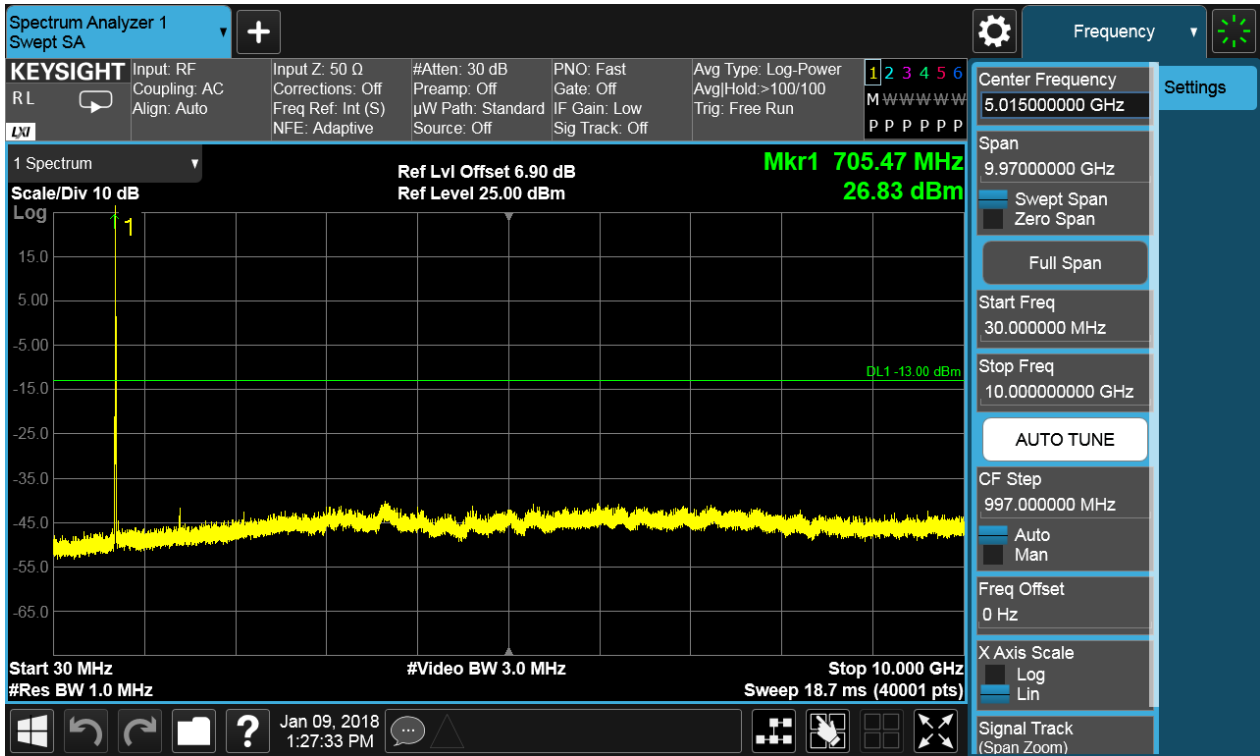 Spectrum Analyzer 1
Swept SA
+
Frequency
KEYSIGHT
RL
LXI
Input: RF
Coupling: AC
Align: Auto
Input Z: 50 Ω
Corrections: Off
Freq Ref: Int (S)
NFE: Adaptive
#Atten: 30 dB
Preamp: Off
µW Path: Standard
Source: Off
PNO: Fast
Gate: Off
IF Gain: Low
Sig Track: Off
Avg Type: Log-Power
Avg|Hold:>100/100
Trig: Free Run
1 2 3 4 5 6
M W W W W W
P P P P P P
1 Spectrum
Scale/Div 10 dB
Log
Ref Lvl Offset 6.90 dB
Ref Level 25.00 dBm
Mkr1 705.47 MHz
26.83 dBm
1
15.0
5.00
-5.00
-15.0
-25.0
-35.0
-45.0
-55.0
-65.0
DL1 -13.00 dBm
Start 30 MHz
#Res BW 1.0 MHz
#Video BW 3.0 MHz
Stop 10.000 GHz
Sweep 18.7 ms (40001 pts)
Center Frequency
5.015000000 GHz
Span
9.97000000 GHz
Swept Span
Zero Span
Full Span
Start Freq
30.000000 MHz
Stop Freq
10.000000000 GHz
AUTO TUNE
CF Step
997.000000 MHz
Auto
Man
Freq Offset
0 Hz
X Axis Scale
Log
Lin
Signal Track
(Span Zoom)
Settings
?
Jan 09, 2018
1:27:33 PM